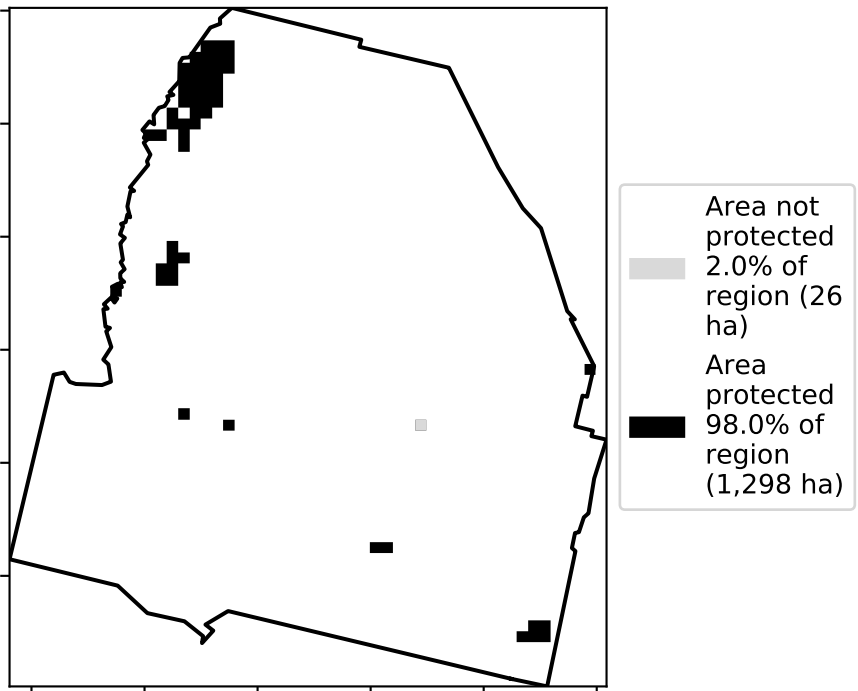 Area not
protected
2.0% of
region (26
ha)
Area
protected
98.0% of
region
(1,298 ha)